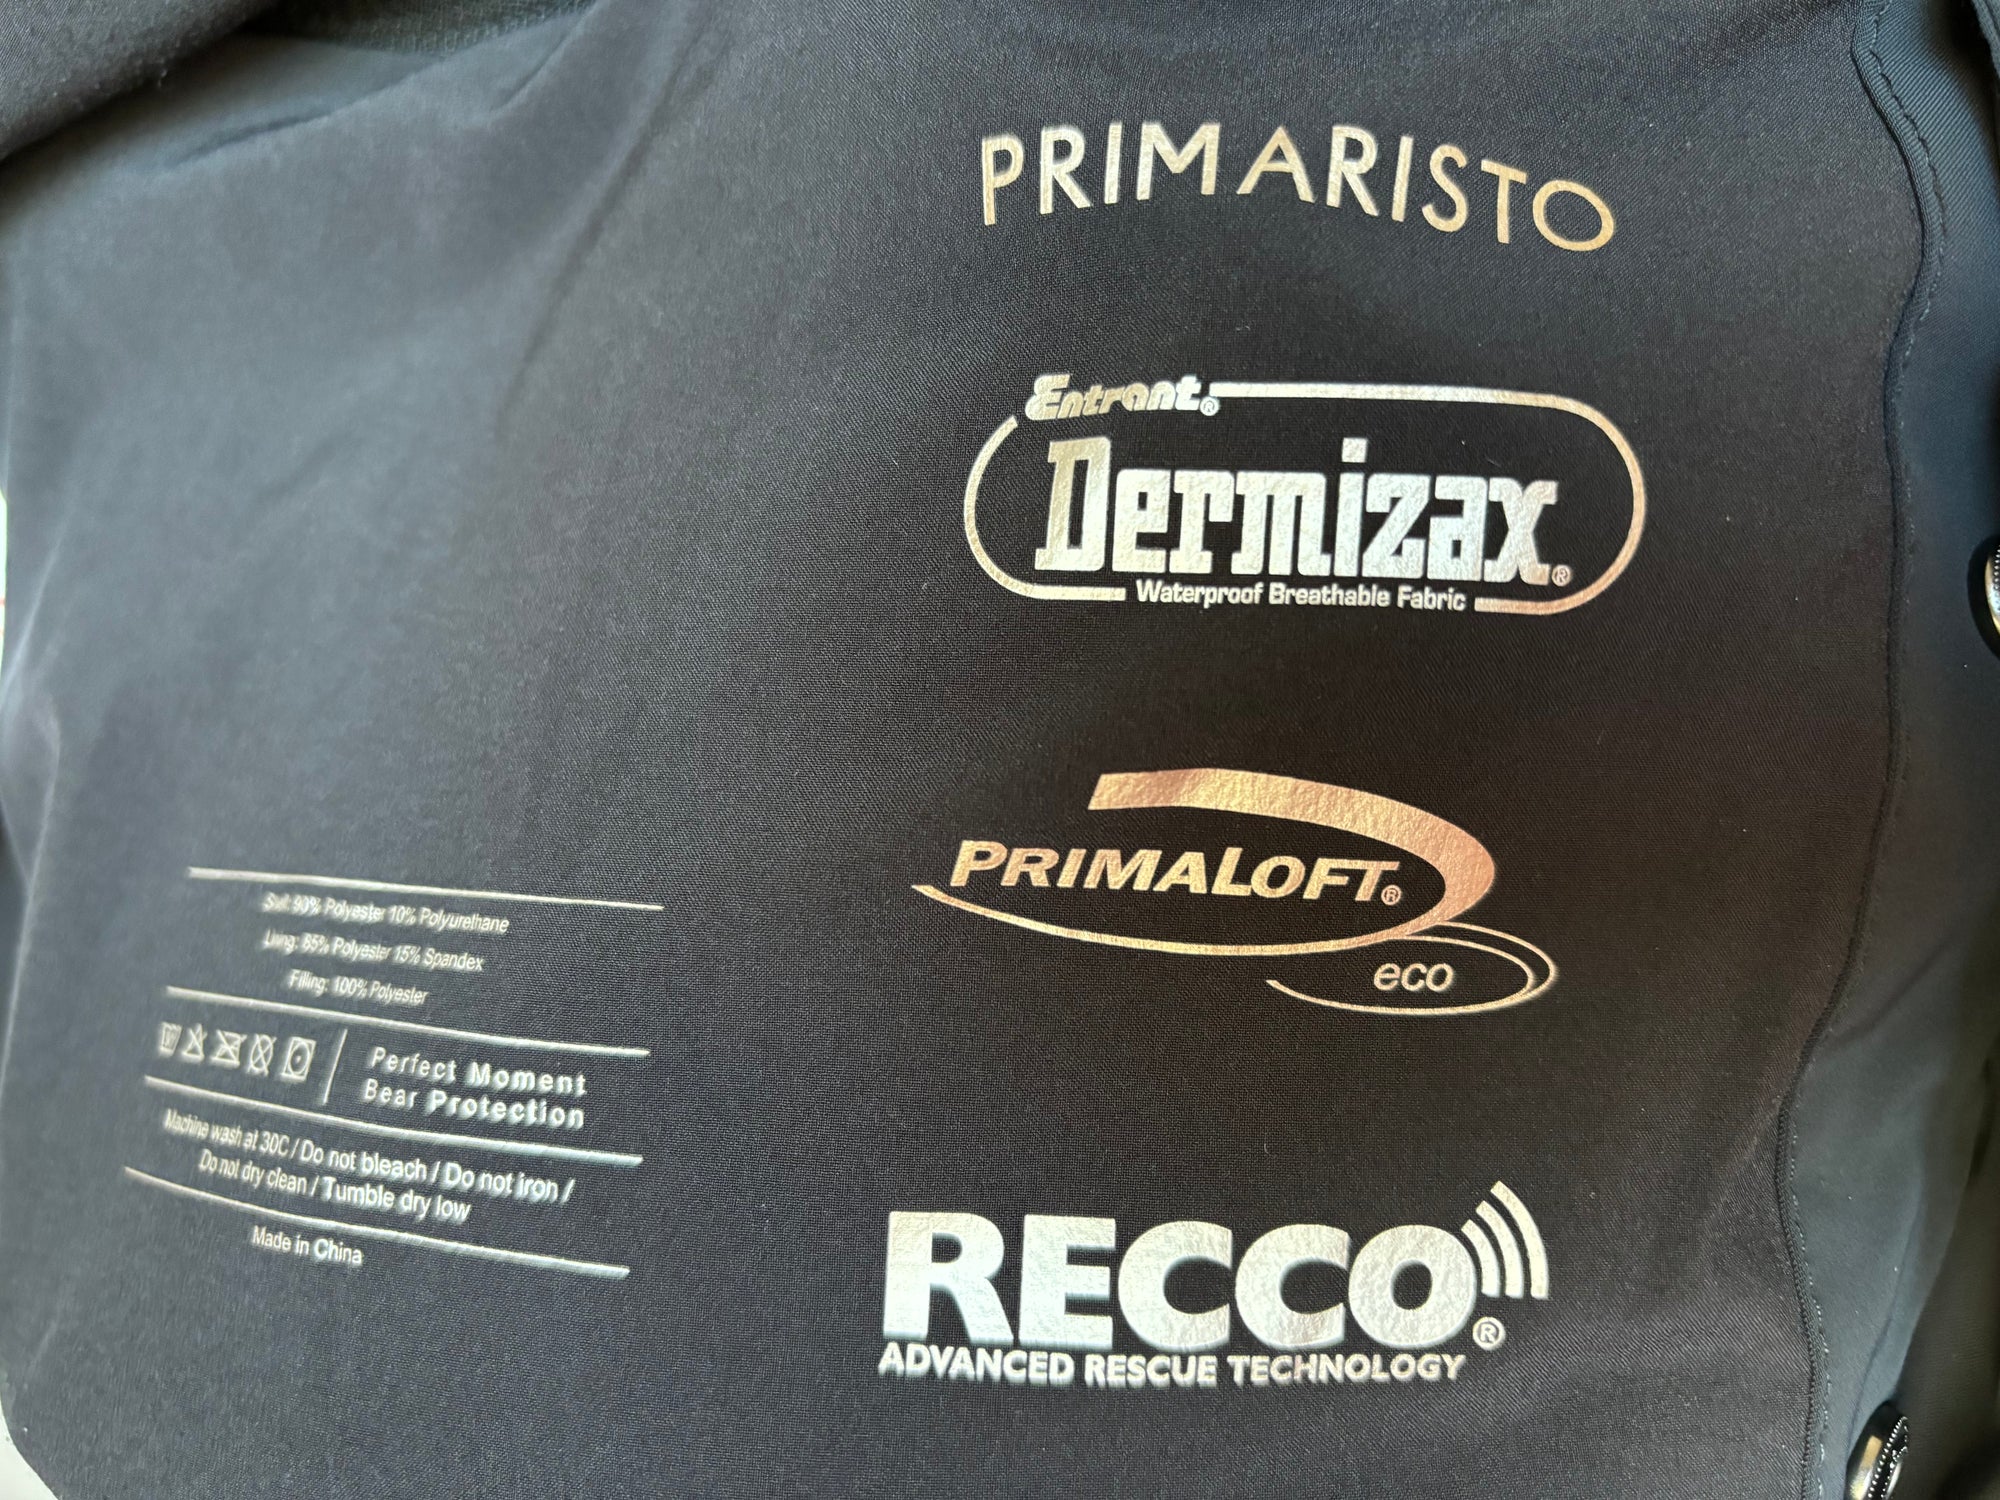 PRIMARISTO
Entrant®
Dermizax®
Waterproof Breathable Fabric
PRIMALOFT®
eco
RECCO®
ADVANCED RESCUE TECHNOLOGY
90% Polyester 10% Polyurethane
Lining: 85% Polyester 15% Spandex
Filling: 100% Polyester
Perfect Moment
Bear Protection
Machine wash at 30C / Do not bleach / Do not iron /
Do not dry clean / Tumble dry low
Made in China